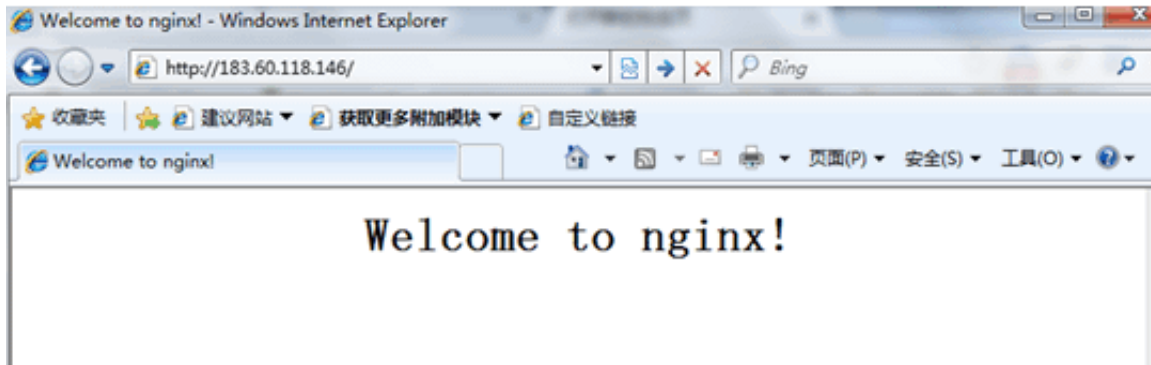 Welcome to nginx! - Windows Internet Explorer
http://183.60.118.146/
Bing
收藏夹 建议网站 获取更多附加模块 自定义链接
Welcome to nginx! 页面(P) 安全(S) 工具(O)
Welcome to nginx!